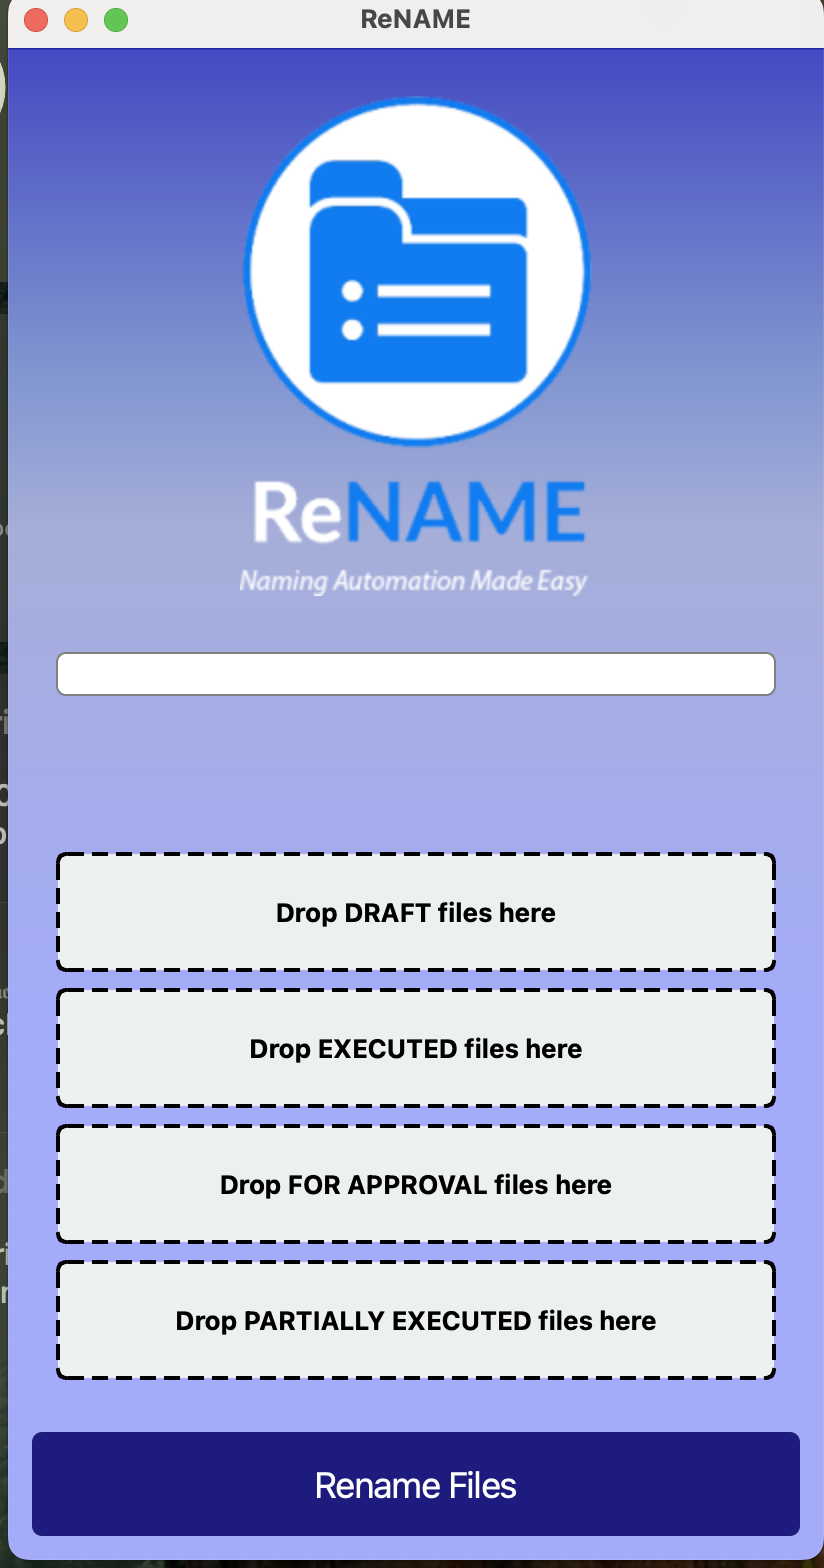 ReNAME
ReNAME
Naming Automation Made Easy
Drop DRAFT files here
Drop EXECUTED files here
Drop FOR APPROVAL files here
Drop PARTIALLY EXECUTED files here
Rename Files